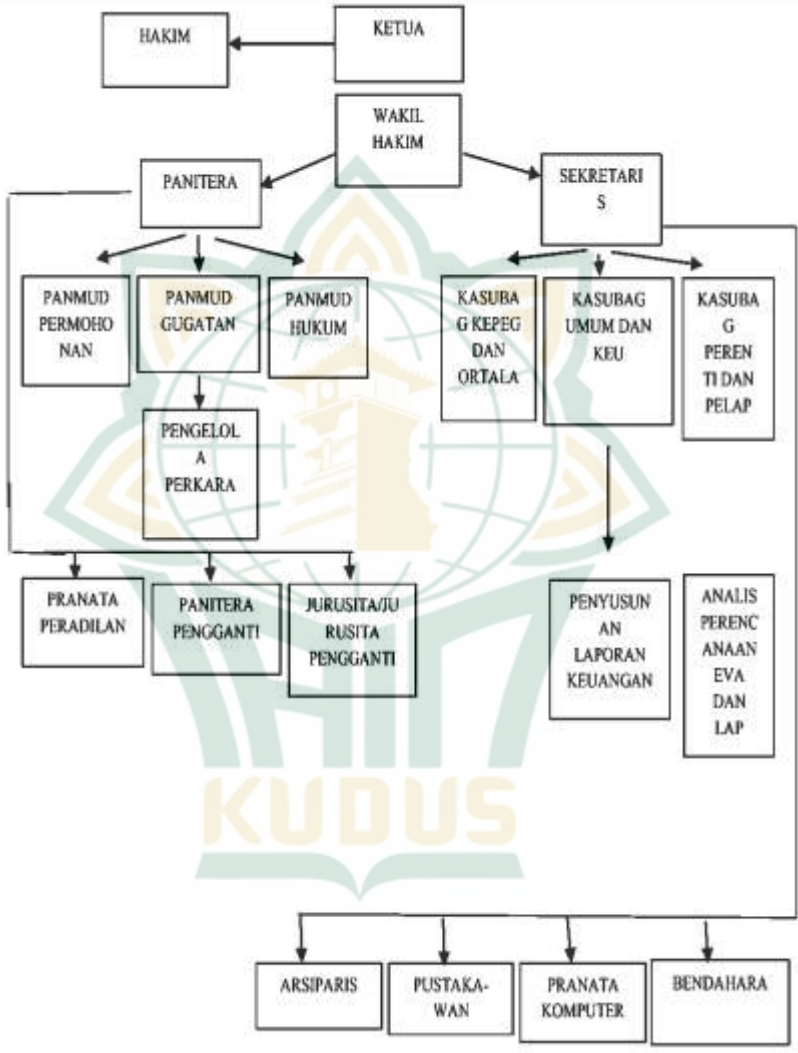 HAKIM
KETUA
WAKIL
HAKIM
PANITERA
SEKRETARI
S
PANMUD
PERMOHO
NAN
PANMUD
GUGATAN
PANMUD
HUKUM
KASUBA
G KEPEG
DAN
ORTALA
KASUBAG
UMUM DAN
KEU
KASUBA
G
PEREN
TI DAN
PELAP
PENGELOL
A
PERKARA
PRANATA
PERADILAN
PANITERA
PENGGANTI
JURUSITA/JU
RUSITA
PENGGANTI
PENYUSUN
AN
LAPORAN
KEUANGAN
ANALIS
PERENC
ANAAN
EVA
DAN
LAP
KUDUS
ARSIPARIS
PUSTAKA-
WAN
PRANATA
KOMPUTER
BENDAHARA